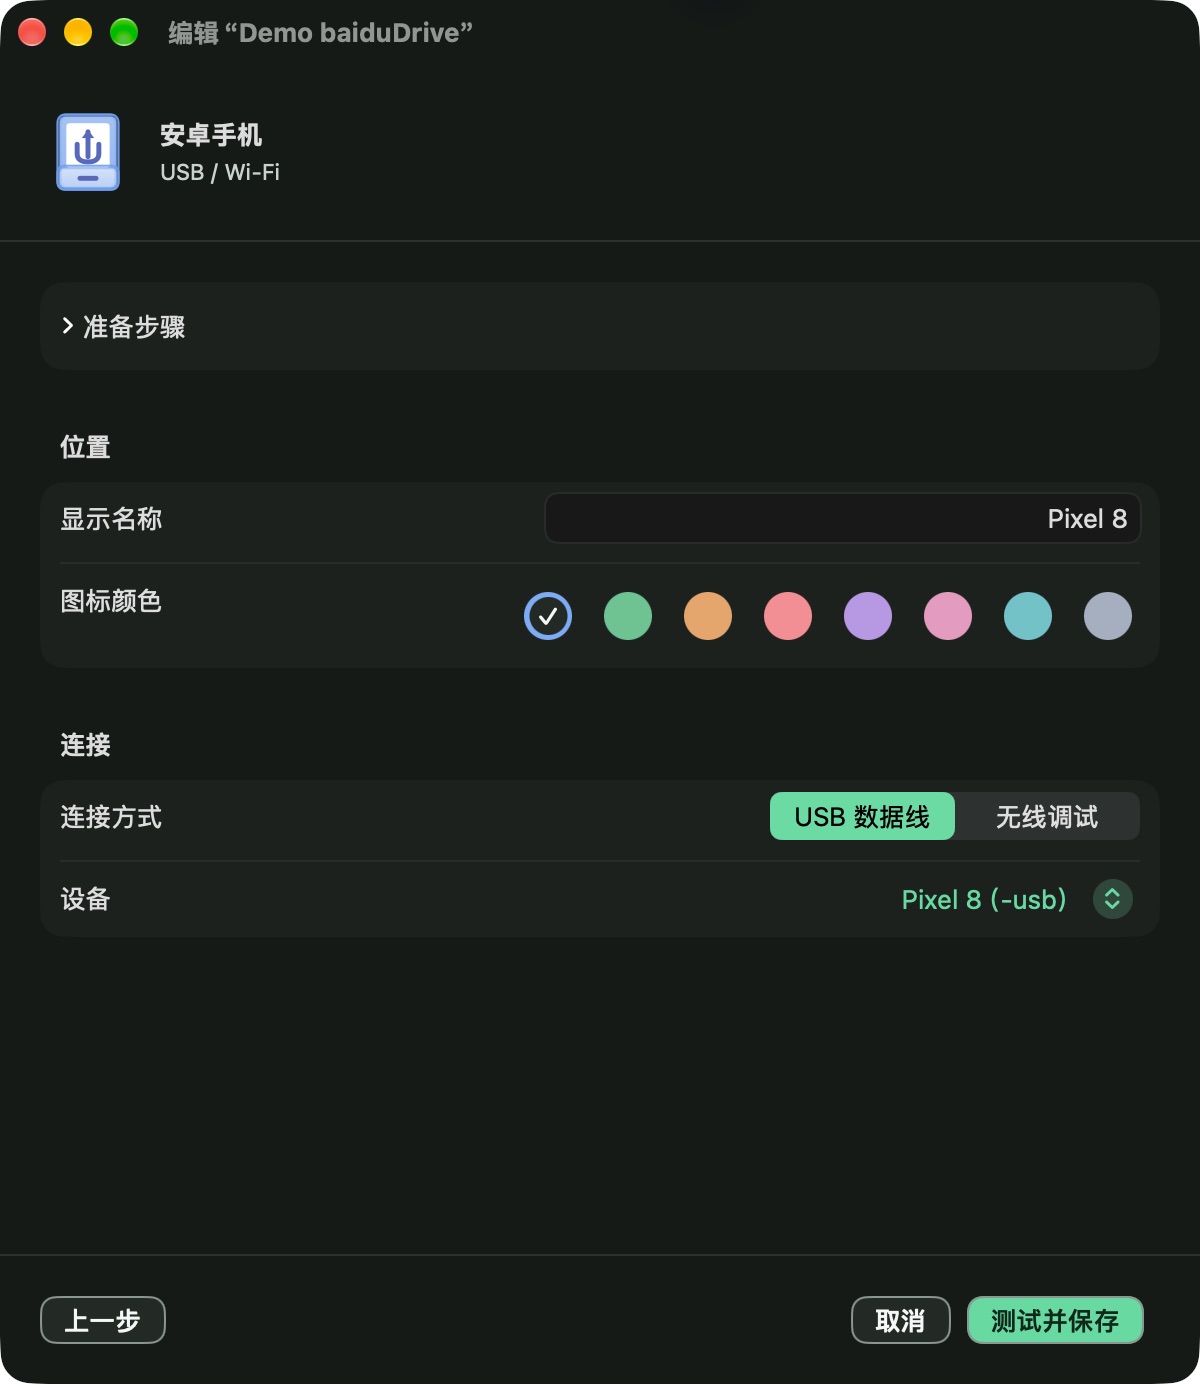 编辑 “Demo baiduDrive”
安卓手机
USB / Wi-Fi
准备步骤
位置
显示名称 Pixel 8
图标颜色
连接
连接方式 USB 数据线 无线调试
设备 Pixel 8 (-usb)
上一步 取消 测试并保存